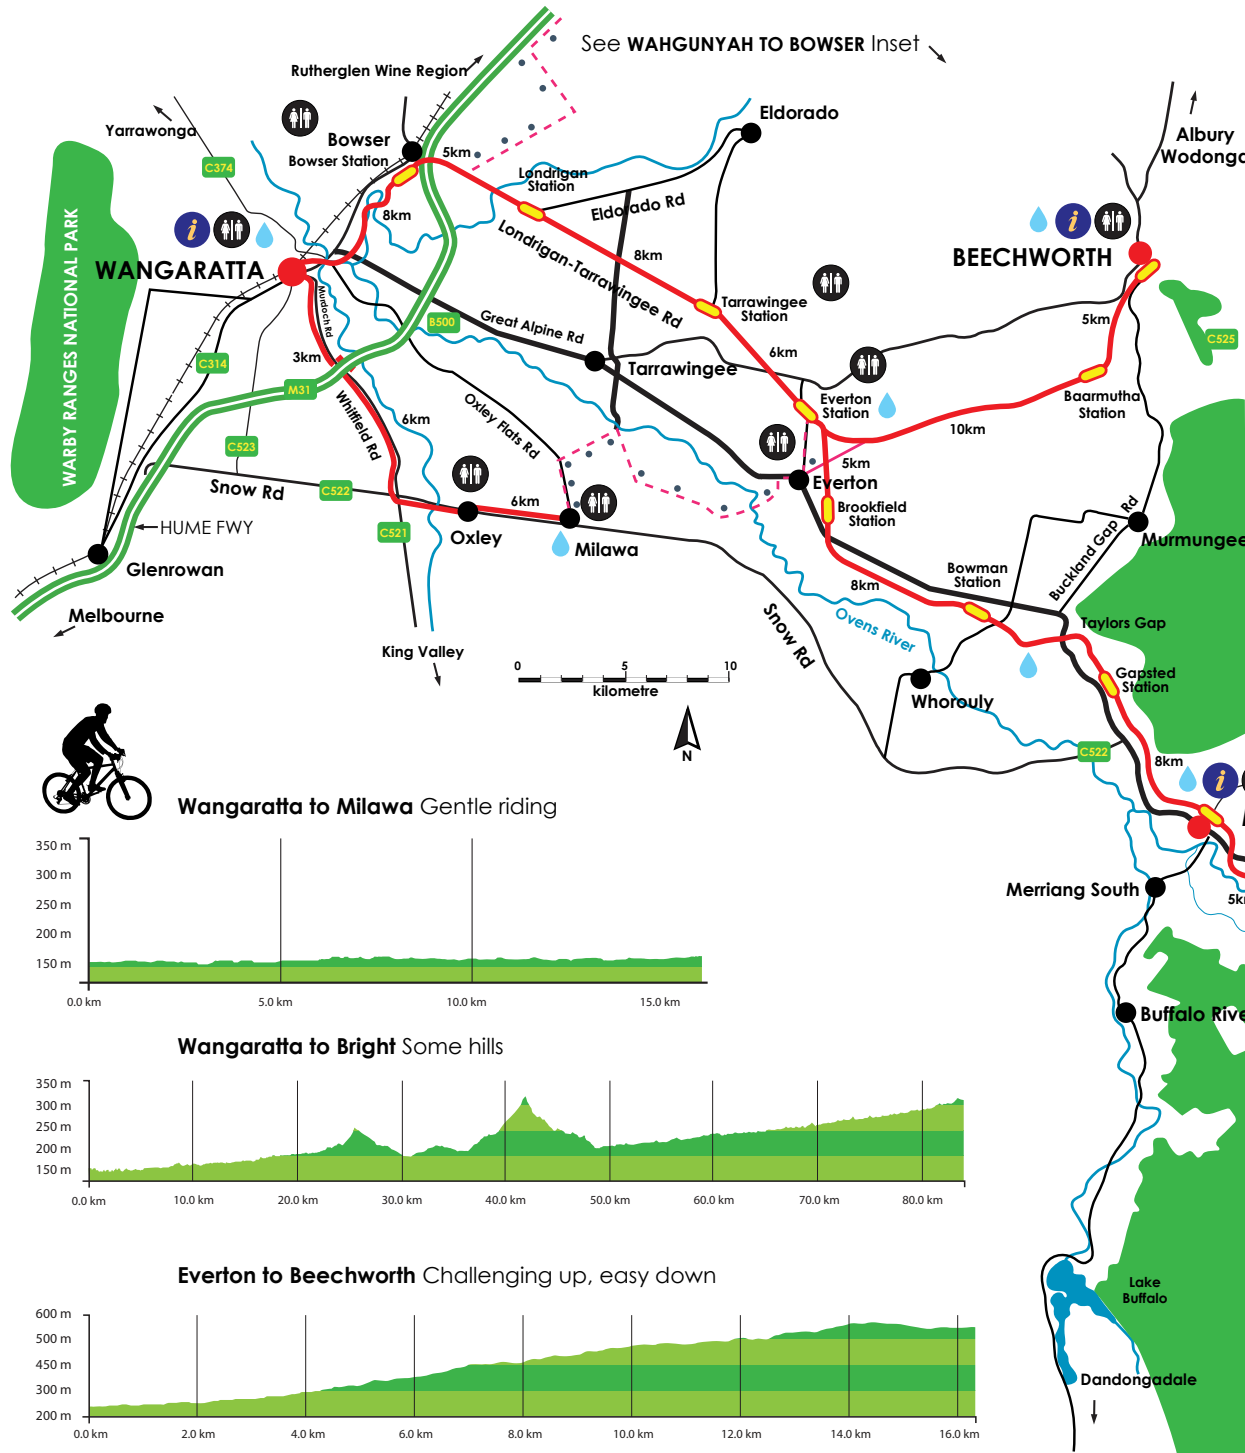 See WAHGUNYAH TO BOWSER Inset
Rutherglen Wine Region
Yarrawonga
Bowser
Bowser Station
5km
Eldorado
Albury
Wodonga
C374
Londrigan
Station
Eldorado Rd
8km
WARBY RANGES NATIONAL PARK
WANGARATTA
BEECHWORTH
Londrigan-Tarrawingee Rd
8km
Murdoch Rd
Tarrawingee
Station
5km
B500
Great Alpine Rd
C525
3km
C314
6km
Tarrawingee
M31
Baarmutha
Station
Everton
Station
Whitfield Rd
Oxley Flats Rd
6km
10km
C523
5km
Snow Rd
C522
6km
Everton
Brookfield
Station
Buckland Gap Rd
HUME FWY
C521
Oxley
Milawa
Murmungee
Glenrowan
Bowman
Station
8km
Melbourne
Snow Rd
Ovens River
Taylors Gap
King Valley
0 5 10
kilometre
Gapsted
Station
Whorouly
N
C522
8km
Wangaratta to Milawa Gentle riding
350 m
300 m
250 m
200 m
150 m
0.0 km 5.0 km 10.0 km 15.0 km
Merriang South
5k
Buffalo Rive
Wangaratta to Bright Some hills
350 m
300 m
250 m
200 m
150 m
0.0 km 10.0 km 20.0 km 30.0 km 40.0 km 50.0 km 60.0 km 70.0 km 80.0 km
Everton to Beechworth Challenging up, easy down
Lake
Buffalo
600 m
500 m
450 m
300 m
200 m
0.0 km 2.0 km 4.0 km 6.0 km 8.0 km 10.0 km 12.0 km 14.0 km 16.0 km
Dandongadale